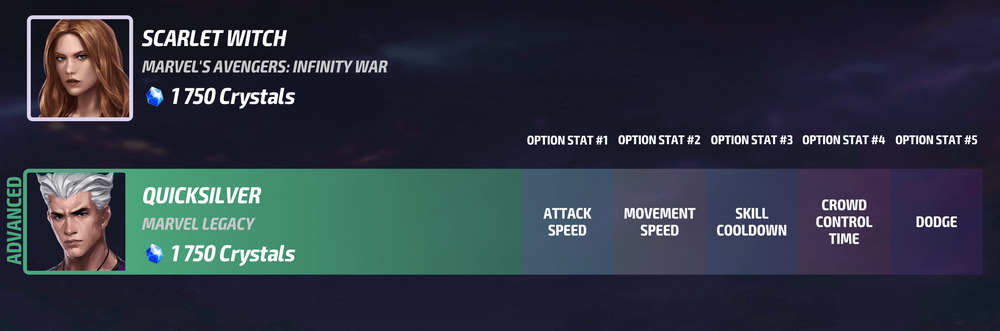 SCARLET WITCH
MARVEL'S AVENGERS: INFINITY WAR
1 750 Crystals
OPTION STAT #1 OPTION STAT #2 OPTION STAT #3 OPTION STAT #4 OPTION STAT #5
ADVANCED
QUICKSILVER
MARVEL LEGACY
1 750 Crystals
ATTACK
SPEED
MOVEMENT
SPEED
SKILL
COOLDOWN
CROWD
CONTROL
TIME
DODGE